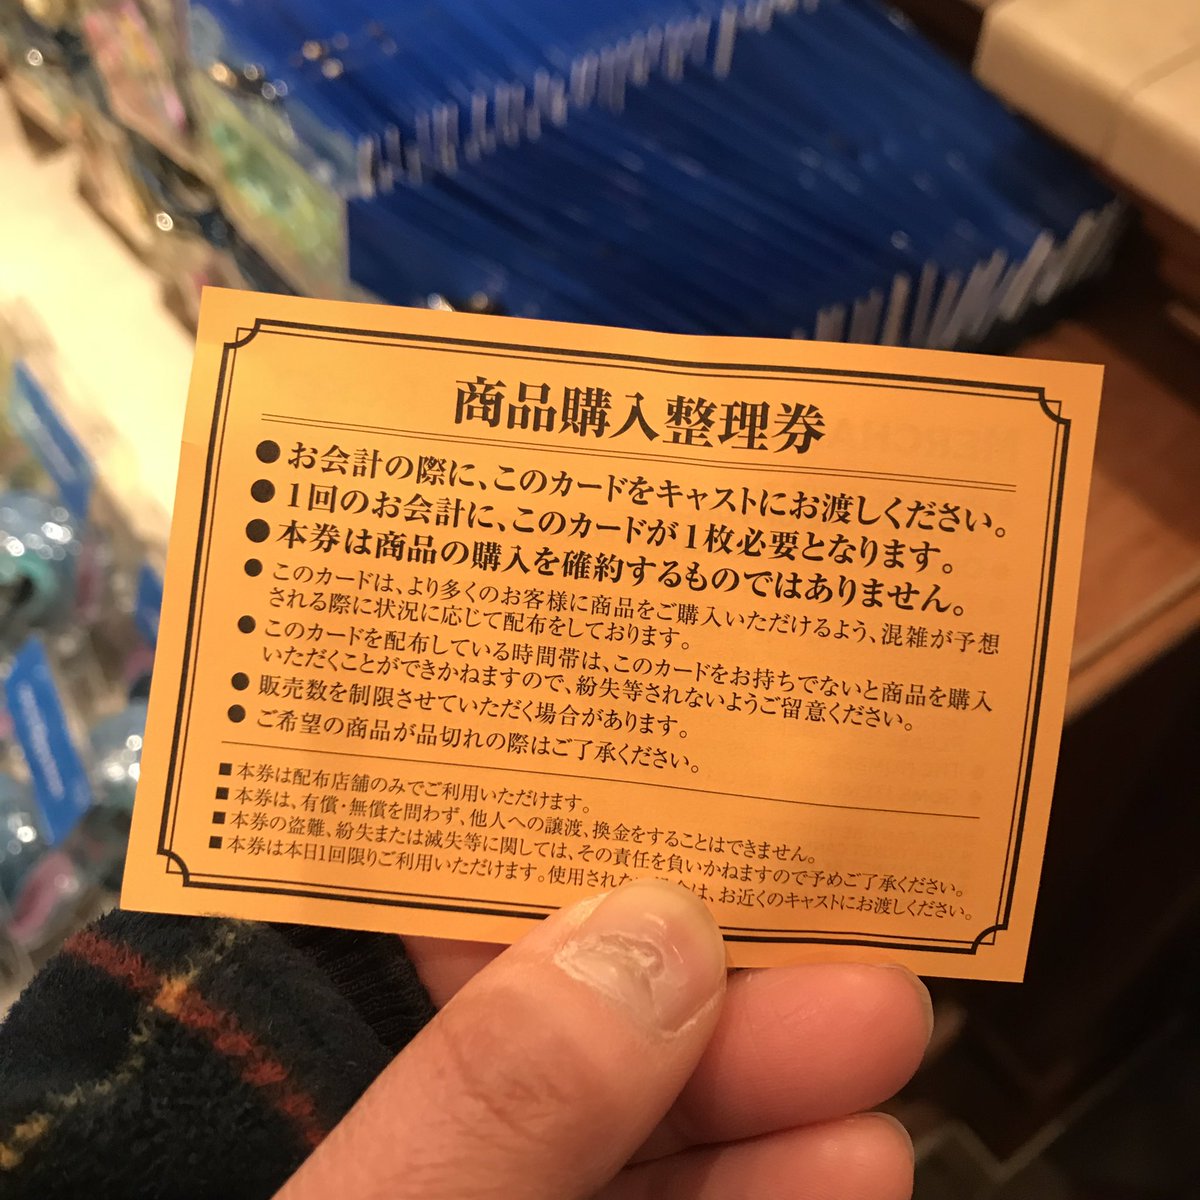 商品購入整理券
●お会計の際に、このカードをキャストにお渡しください。
●1回のお会計に、このカードが1枚必要となります。
●本券は商品の購入を確約するものではありません。
●このカードは、より多くのお客様に商品をご購入いただけるよう、混雑が予想
される際に状況に応じて配布をしております。
●このカードを配布している時間帯は、このカードをお持ちでないと商品を購入
いただくことができかねますので、紛失等されないようご留意ください。
●販売数を制限させていただく場合があります。
●ご希望の商品が品切れの際はご了承ください。
■本券は配布店舗のみでご利用いただけます。
■本券は、有償・無償を問わず、他人への譲渡、換金をすることはできません。
■本券の盗難、紛失または滅失等に関しては、その責任を負いかねますので予めご了承ください。
■本券は本日1回限りご利用いただけます。使用されない は、お近くのキャストにお渡しください。